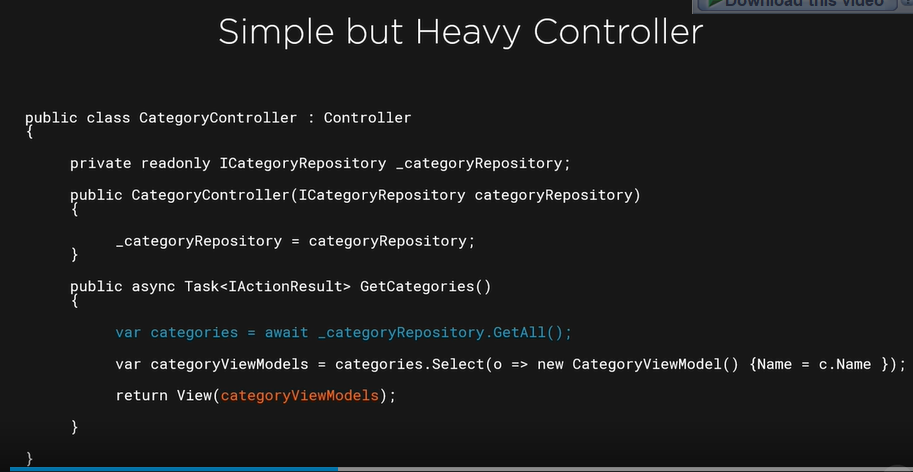 Download this video
Simple but Heavy Controller
public class CategoryController : Controller
{
private readonly ICategoryRepository _categoryRepository;
public CategoryController(ICategoryRepository categoryRepository)
{
_categoryRepository = categoryRepository;
}
public async Task<IActionResult> GetCategories()
{
var categories = await _categoryRepository.GetAll();
var categoryViewModels = categories.Select(o => new CategoryViewModel() {Name = c.Name });
return View(categoryViewModels);
}
}